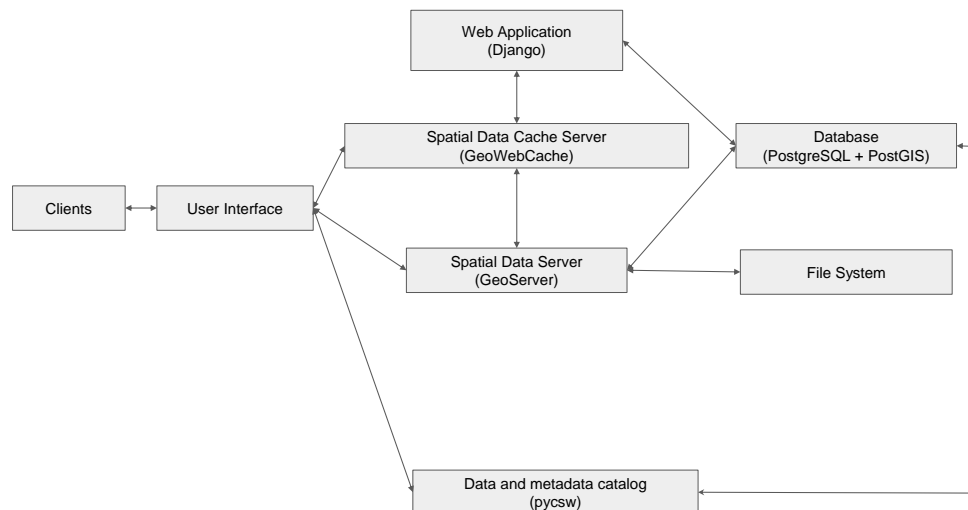 Web Application
(Django)
Spatial Data Cache Server
(GeoWebCache)
Database
(PostgreSQL + PostGIS)
Clients
User Interface
Spatial Data Server
(GeoServer)
File System
Data and metadata catalog
(pycsw)